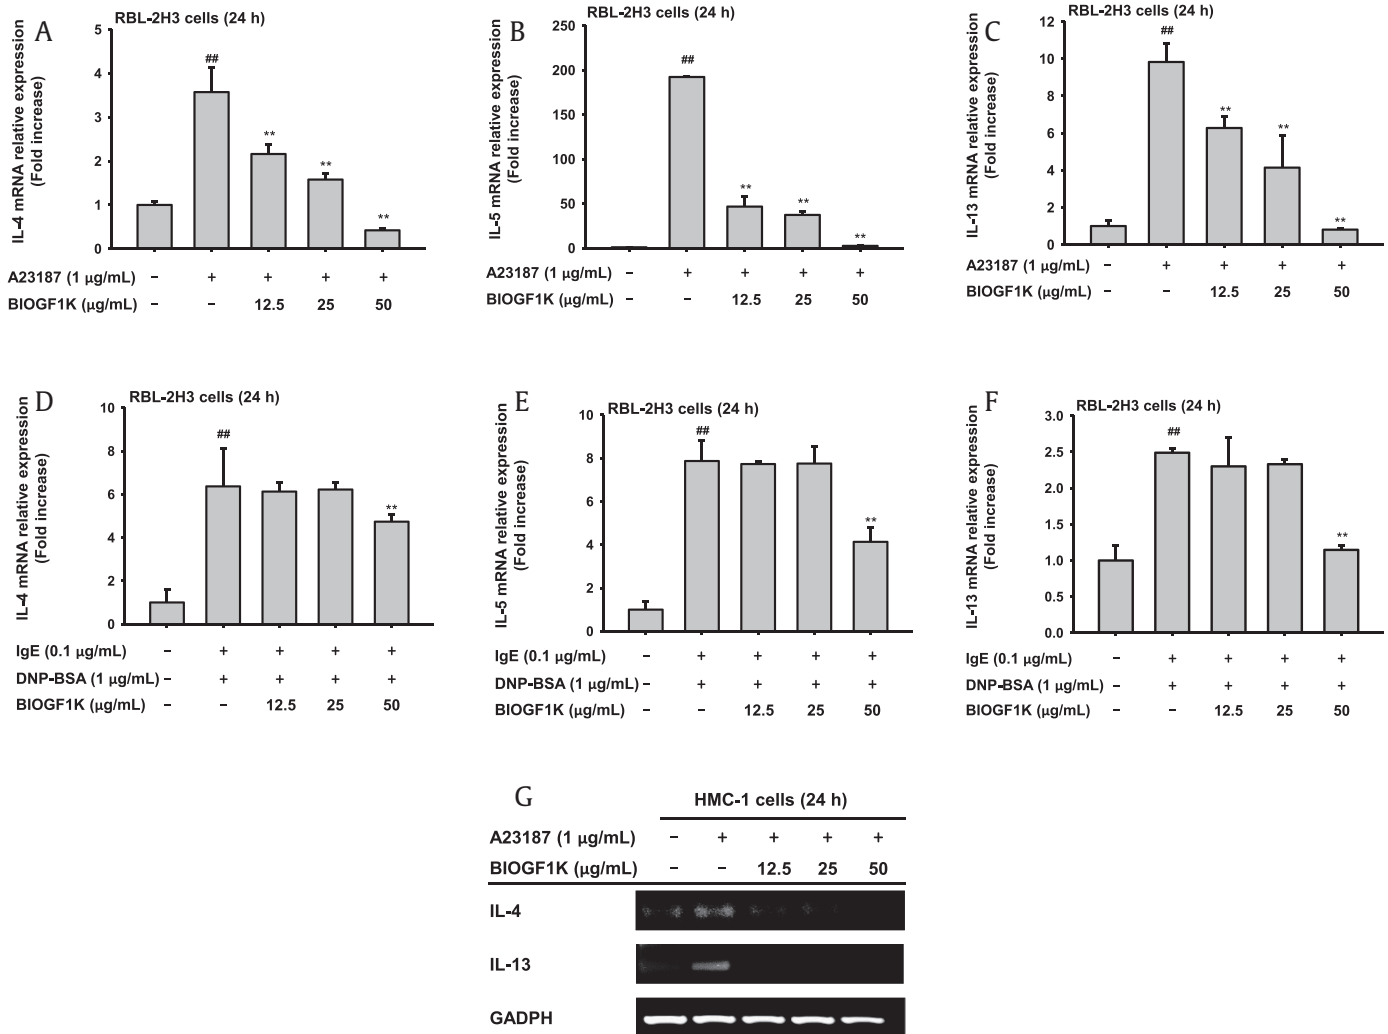 A
RBL-2H3 cells (24 h)
IL-4 mRNA relative expression
(Fold increase)
5
4
3
2
1
0
##
**
**
**
A23187 (1 µg/mL) – + + + +
BIOGF1K (µg/mL) – – 12.5 25 50
B
RBL-2H3 cells (24 h)
IL-5 mRNA relative expression
(Fold increase)
250
200
150
100
50
0
##
**
**
**
A23187 (1 µg/mL) – + + + +
BIOGF1K (µg/mL) – – 12.5 25 50
C
RBL-2H3 cells (24 h)
IL-13 mRNA relative expression
(Fold increase)
12
10
8
6
4
2
0
##
**
**
**
A23187 (1 µg/mL) – + + + +
BIOGF1K (µg/mL) – – 12.5 25 50
D
RBL-2H3 cells (24 h)
IL-4 mRNA relative expression
(Fold increase)
10
8
6
4
2
0
##
**
IgE (0.1 µg/mL) – + + + +
DNP-BSA (1 µg/mL) – + + + +
BIOGF1K (µg/mL) – – 12.5 25 50
E
RBL-2H3 cells (24 h)
IL-5 mRNA relative expression
(Fold increase)
10
8
6
4
2
0
##
**
IgE (0.1 µg/mL) – + + + +
DNP-BSA (1 µg/mL) – + + + +
BIOGF1K (µg/mL) – – 12.5 25 50
F
RBL-2H3 cells (24 h)
IL-13 mRNA relative expression
(Fold increase)
3.0
2.5
2.0
1.5
1.0
0.5
0.0
##
**
IgE (0.1 µg/mL) – + + + +
DNP-BSA (1 µg/mL) – + + + +
BIOGF1K (µg/mL) – – 12.5 25 50
G
HMC-1 cells (24 h)
A23187 (1 µg/mL) – + + + +
BIOGF1K (µg/mL) – – 12.5 25 50
IL-4
IL-13
GADPH